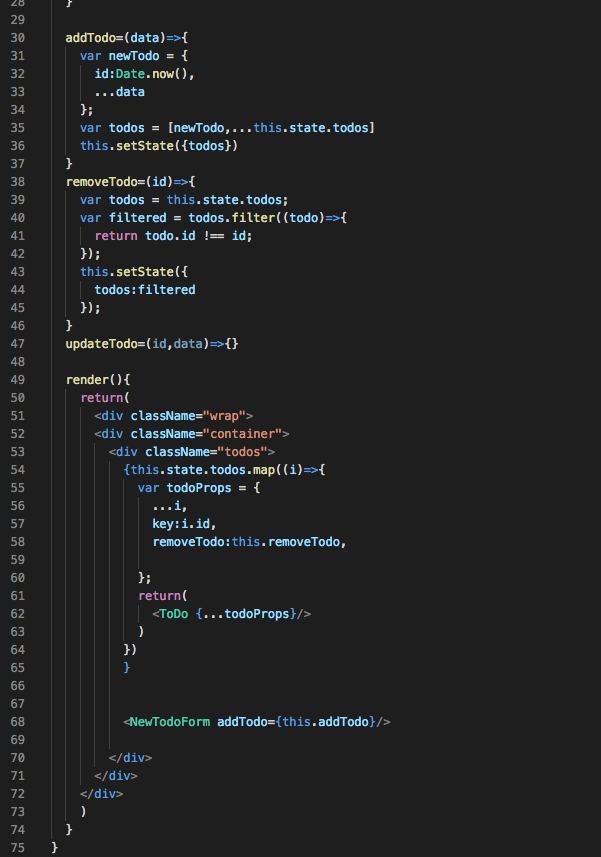 28 }
29
30 addTodo=(data)=>{
31 var newTodo = {
32 id:Date.now(),
33 ...data
34 };
35 var todos = [newTodo,...this.state.todos]
36 this.setState({todos})
37 }
38 removeTodo=(id)=>{
39 var todos = this.state.todos;
40 var filtered = todos.filter((todo)=>{
41 return todo.id !== id;
42 });
43 this.setState({
44 todos:filtered
45 });
46 }
47 updateTodo=(id,data)=>{}
48
49 render(){
50 return(
51 <div className="wrap">
52 <div className="container">
53 <div className="todos">
54 {this.state.todos.map((i)=>{
55 var todoProps = {
56 ...i,
57 key:i.id,
58 removeTodo:this.removeTodo,
59
60 };
61 return(
62 <ToDo {...todoProps}/>
63 )
64 })
65 }
66
67
68 <NewTodoForm addTodo={this.addTodo}/>
69
70 </div>
71 </div>
72 </div>
73 )
74 }
75 }